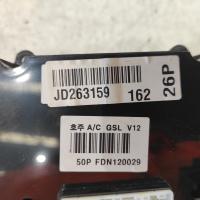 JD263159 162 26P
호주 A/C GSL V12
50P FDN120029